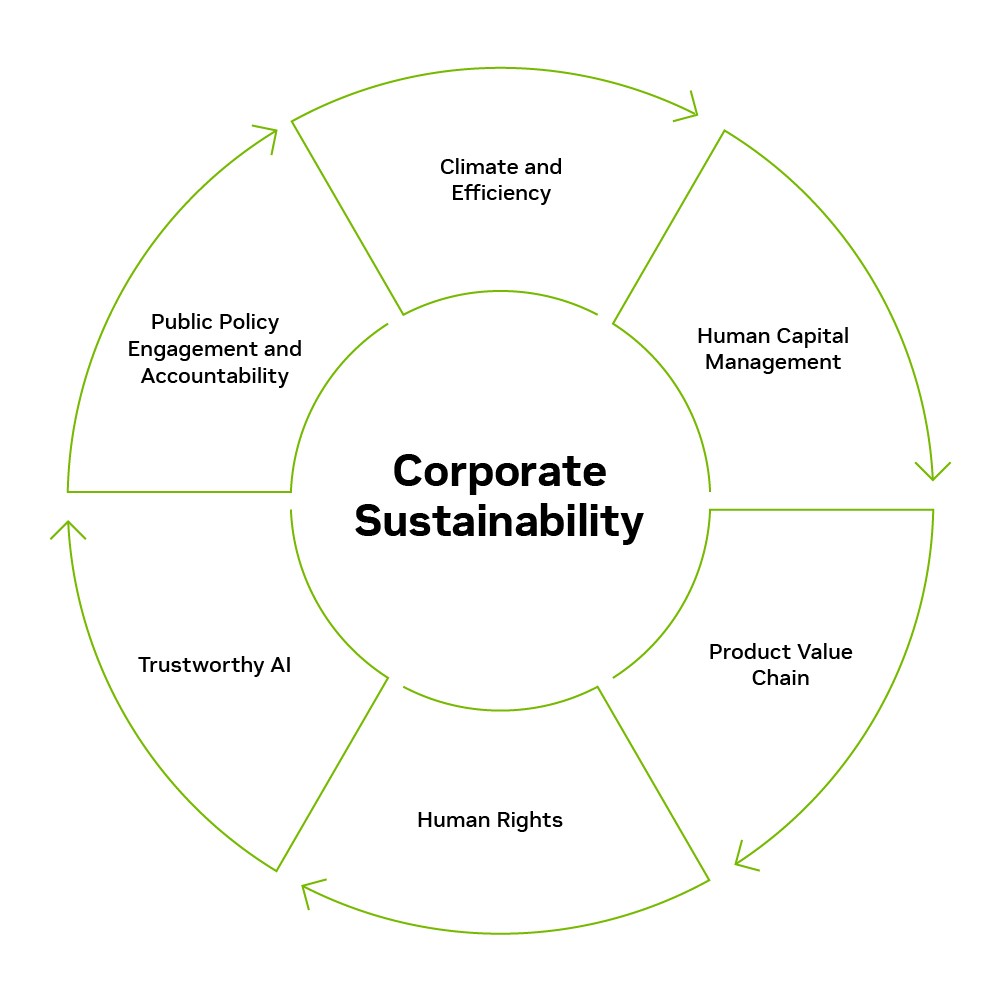 Climate and
Efficiency
Human Capital
Management
Product Value
Chain
Human Rights
Trustworthy AI
Public Policy
Engagement and
Accountability
Corporate
Sustainability